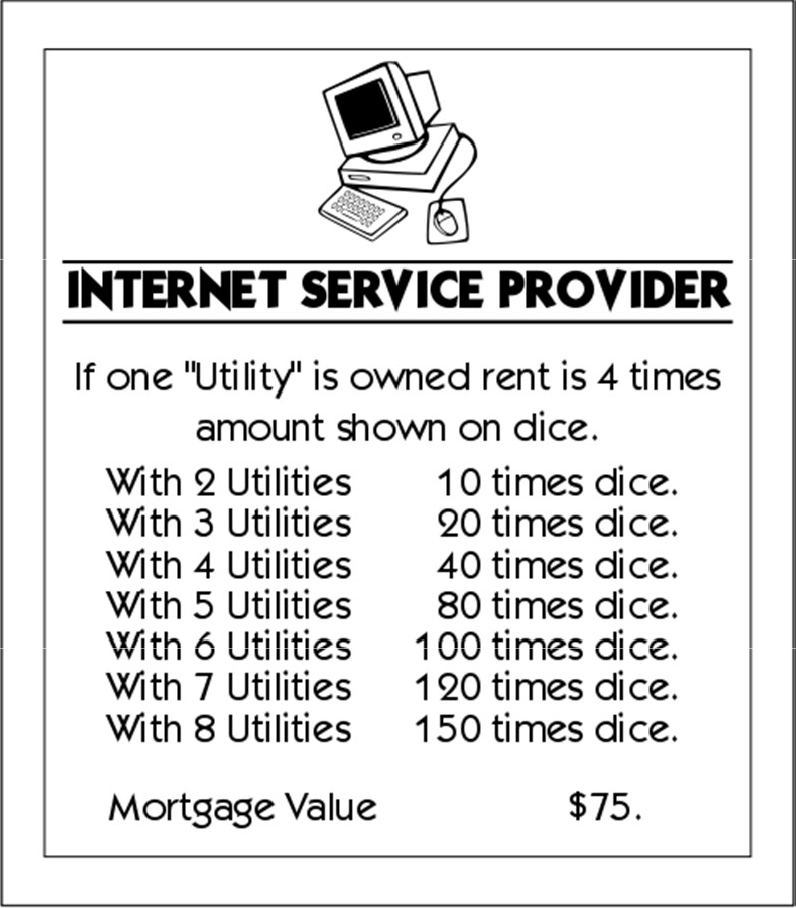 INTERNET SERVICE PROVIDER
If one "Utility" is owned rent is 4 times
amount shown on dice.
With 2 Utilities 10 times dice.
With 3 Utilities 20 times dice.
With 4 Utilities 40 times dice.
With 5 Utilities 80 times dice.
With 6 Utilities 100 times dice.
With 7 Utilities 120 times dice.
With 8 Utilities 150 times dice.
Mortgage Value $75.